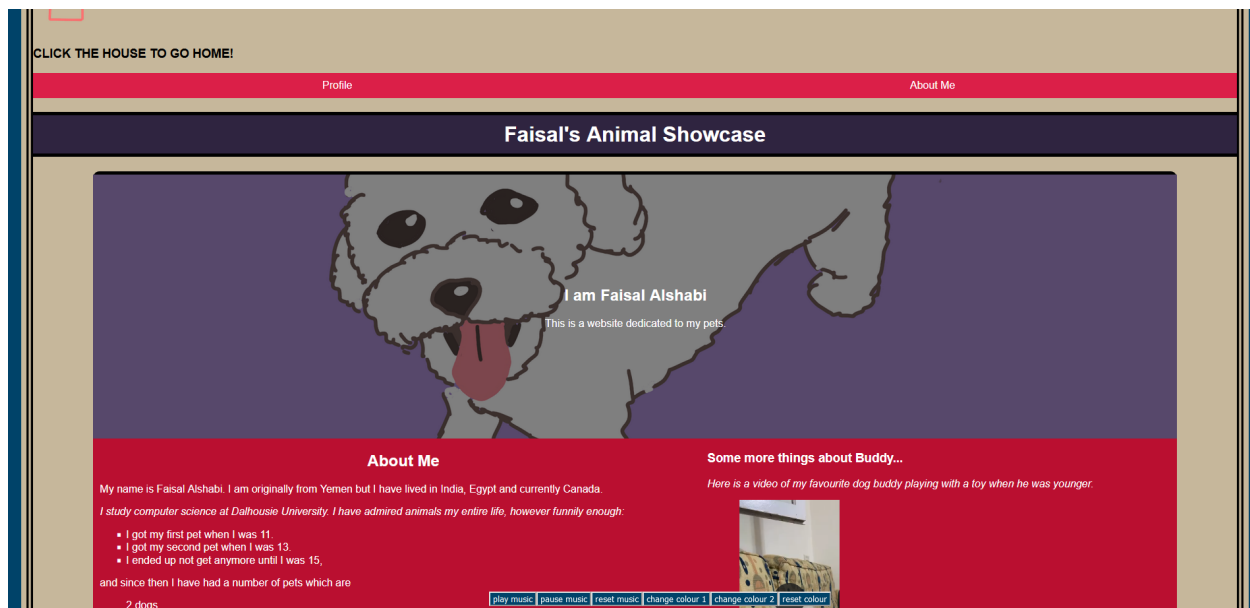 CLICK THE HOUSE TO GO HOME!
Profile About Me
Faisal's Animal Showcase
I am Faisal Alshabi
This is a website dedicated to my pets.
About Me
My name is Faisal Alshabi. I am originally from Yemen but I have lived in India, Egypt and currently Canada.
I study computer science at Dalhousie University. I have admired animals my entire life, however funnily enough:
I got my first pet when I was 11.
I got my second pet when I was 13.
I ended up not get anymore until I was 15,
and since then I have had a number of pets which are
2 dogs
Some more things about Buddy...
Here is a video of my favourite dog buddy playing with a toy when he was younger.
play music pause music reset music change colour 1 change colour 2 reset colour